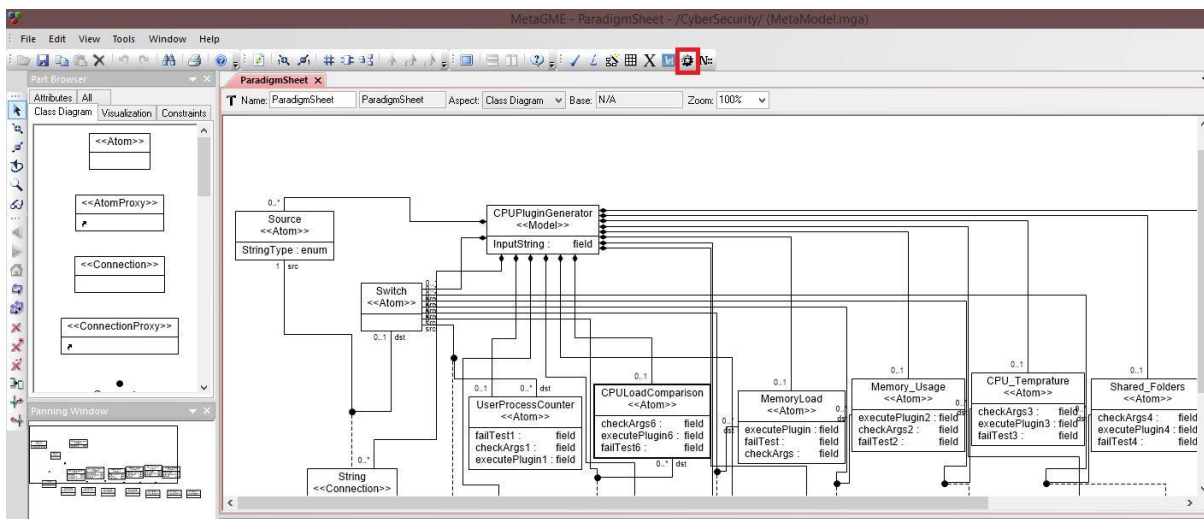 MetaGME - ParadigmSheet - /CyberSecurity/ (MetaModel.mga)
File Edit View Tools Window Help
Part Browser
Attributes All
Class Diagram Visualization Constraints
<<Atom>>
<<AtomProxy>>
<<Connection>>
<<ConnectionProxy>>
Panning Window
ParadigmSheet X
Name: ParadigmSheet ParadigmSheet Aspect: Class Diagram Base: N/A Zoom: 100%
0..*
Source
<<Atom>>
StringType : enum
1 src
CPUPluginGenerator
<<Model>>
InputString : field
Switch
<<Atom>>
0..1 dst
src
0..*
String
<<Connection>>
0..1 0..* dst
UserProcessCounter
<<Atom>>
failTest1 : field
checkArgs1 : field
executePlugin1 : field
0..1
CPULoadComparison
<<Atom>>
checkArgs6 : field
executePlugin6 : field
failTest6 : field
0..* dst
0..1
MemoryLoad
<<Atom>>
executePlugin : field
failTest : field
checkArgs : field
0..1
Memory_Usage
<<Atom>>
executePlugin2 : field
checkArgs2 : field
failTest2 : field
0..1
CPU_Temprature
<<Atom>>
checkArgs3 : field
executePlugin3 : field
failTest3 : field
0..1
Shared_Folders
<<Atom>>
checkArgs4 : field
executePlugin4 : field
failTest4 : field